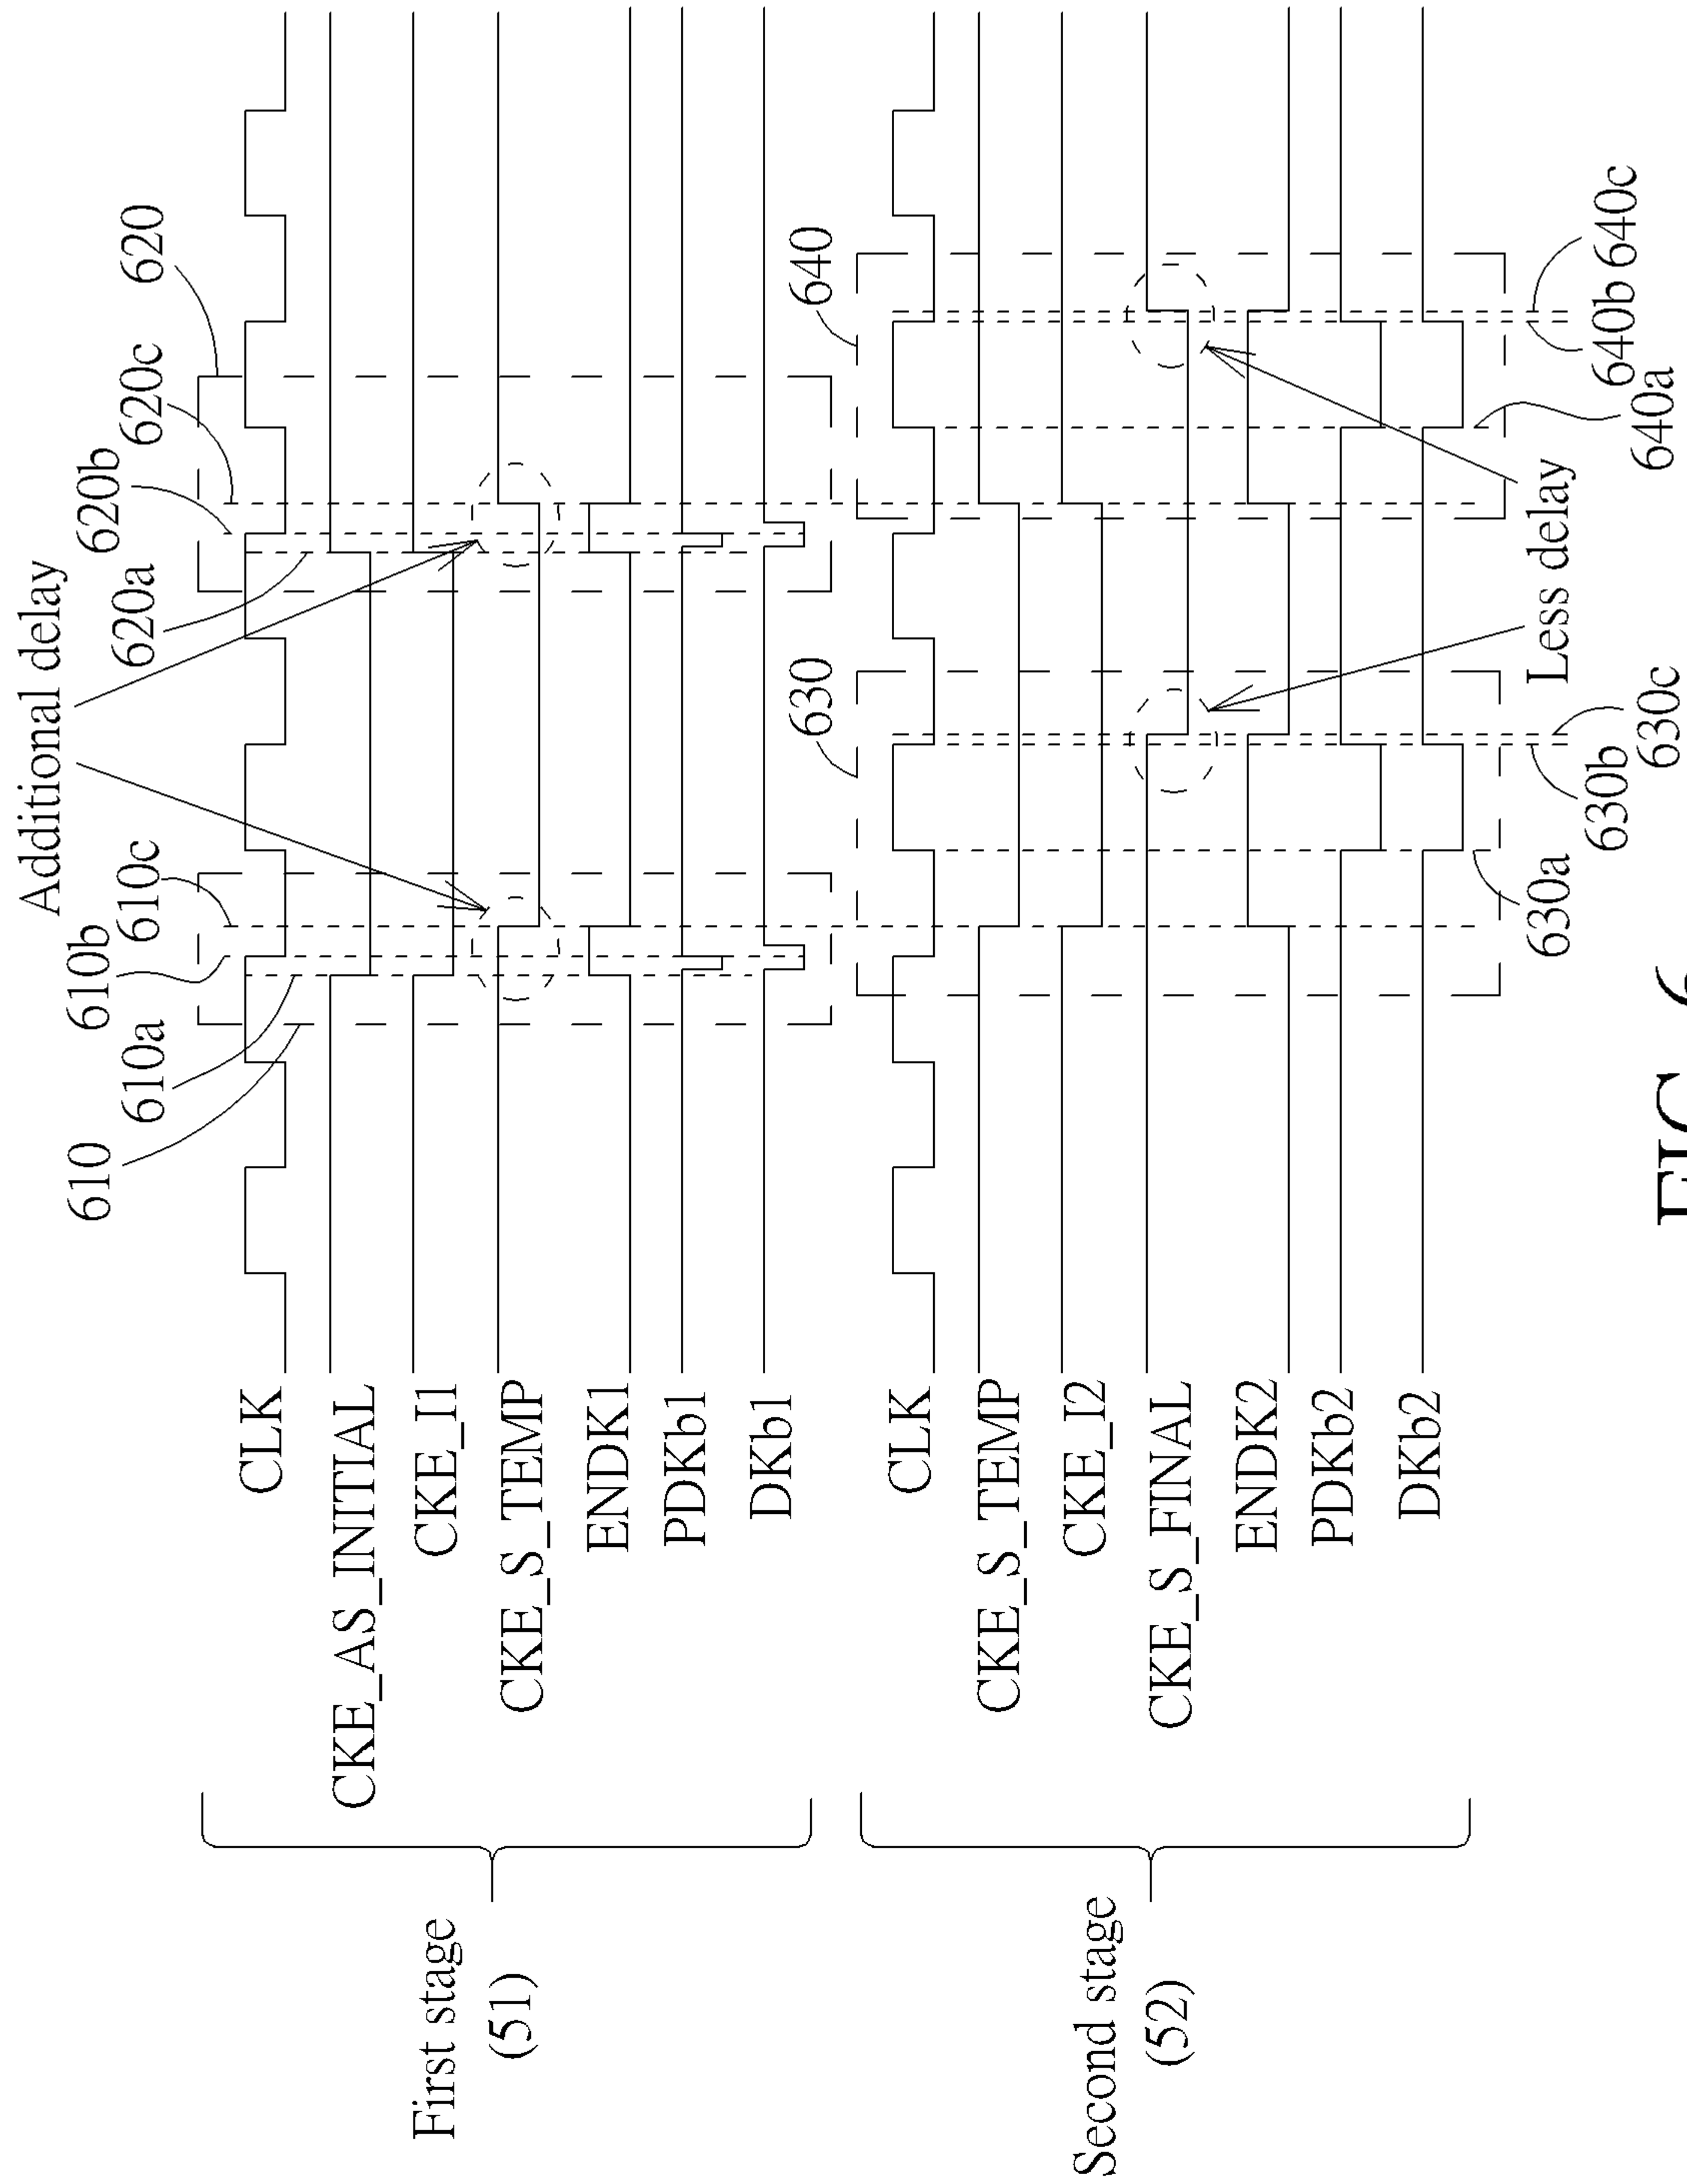 Additional delay
610
610a
610b
610c
620a
620b
620c
620
First stage
(51)
CLK
CKE_AS_INITIAL
CKE_I1
CKE_S_TEMP
ENDK1
PDKb1
DKb1
630
640
Second stage
(52)
CLK
CKE_S_TEMP
CKE_I2
CKE_S_FINAL
ENDK2
PDKb2
DKb2
630a
630b
630c
Less delay
640a
640b
640c